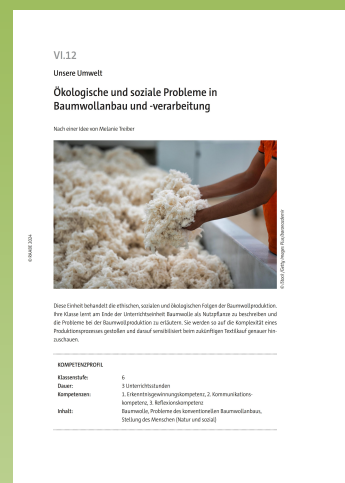 VI.12
Unsere Umwelt
Ökologische und soziale Probleme in
Baumwollanbau und -verarbeitung
Nach einer Idee von Melanie Treiber
© RAABE 2024
Diese Einheit behandelt die ethischen, sozialen und ökologischen Folgen der Baumwollproduktion.
Ihre Klasse lernt am Ende der Unterrichtseinheit Baumwolle als Nutzpflanze zu beschreiben und
die Probleme bei der Baumwollproduktion zu erläutern. Sie werden so auf die Komplexität eines
Produktionsprozesses gestoßen und darauf sensibilisiert beim zukünftigen Textilkauf genauer hin-
zuschauen.
KOMPETENZPROFIL
Klassenstufe: 6
Dauer: 3 Unterrichtsstunden
Kompetenzen: 1. Erkenntnisgewinnungskompetenz, 2. Kommunikations-
kompetenz, 3. Reflexionskompetenz
Inhalt: Baumwolle, Probleme des konventionellen Baumwollanbaus,
Stellung des Menschen (Natur und sozial)